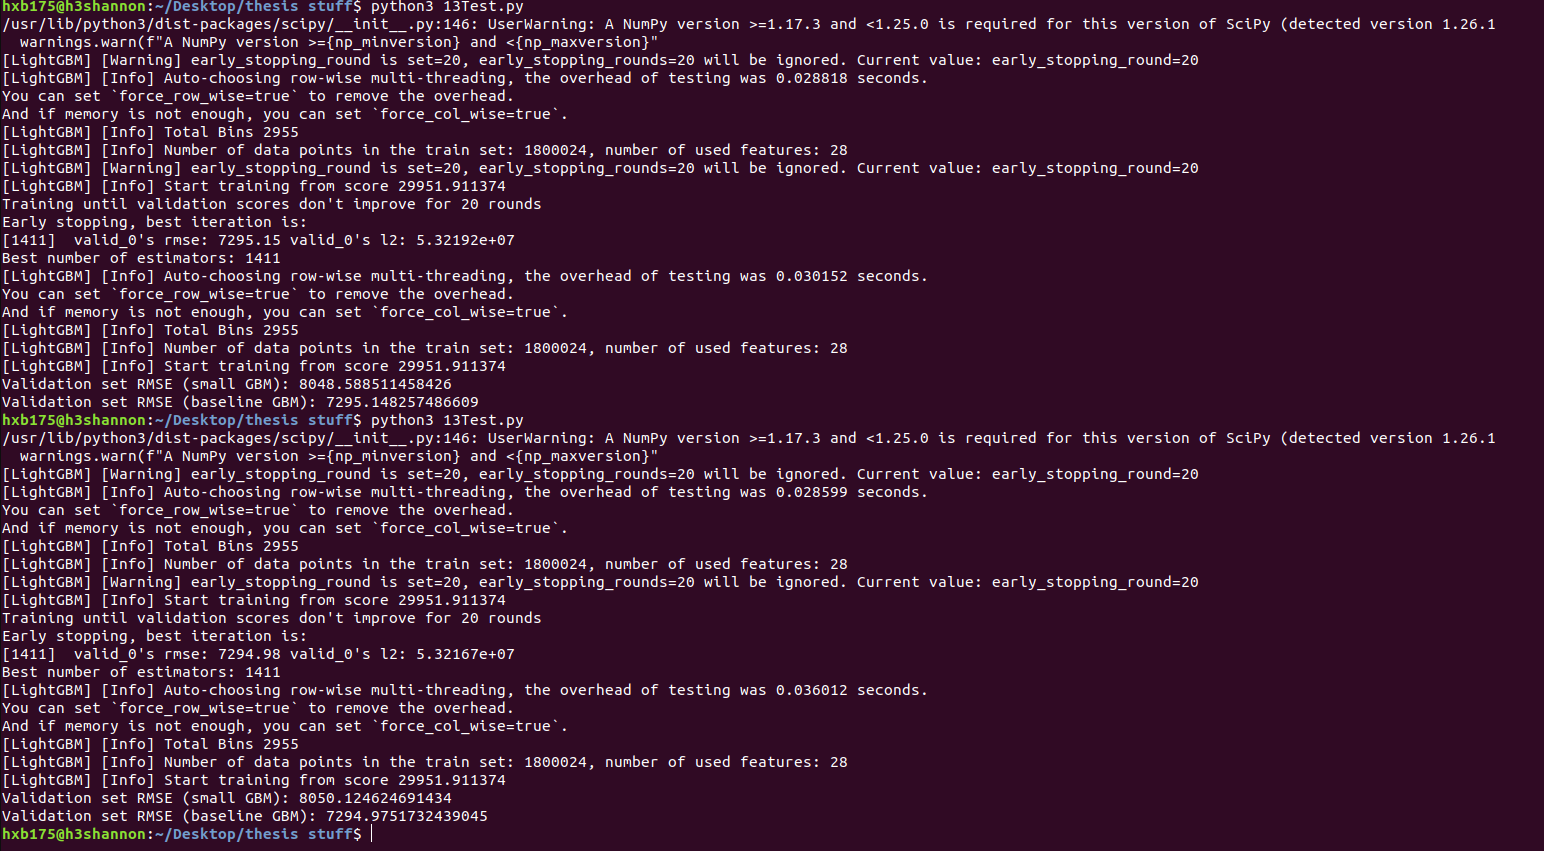 hxb175@h3shannon:~/Desktop/thesis stuff$ python3 13Test.py
/usr/lib/python3/dist-packages/scipy/__init__.py:146: UserWarning: A NumPy version >=1.17.3 and <1.25.0 is required for this version of SciPy (detected version 1.26.1
  warnings.warn(f"A NumPy version >={np_minversion} and <{np_maxversion}"
[LightGBM] [Warning] early_stopping_round is set=20, early_stopping_rounds=20 will be ignored. Current value: early_stopping_round=20
[LightGBM] [Info] Auto-choosing row-wise multi-threading, the overhead of testing was 0.028818 seconds.
You can set `force_row_wise=true` to remove the overhead.
And if memory is not enough, you can set `force_col_wise=true`.
[LightGBM] [Info] Total Bins 2955
[LightGBM] [Info] Number of data points in the train set: 1800024, number of used features: 28
[LightGBM] [Warning] early_stopping_round is set=20, early_stopping_rounds=20 will be ignored. Current value: early_stopping_round=20
[LightGBM] [Info] Start training from score 29951.911374
Training until validation scores don't improve for 20 rounds
Early stopping, best iteration is:
[1411]  valid_0's rmse: 7295.15 valid_0's l2: 5.32192e+07
Best number of estimators: 1411
[LightGBM] [Info] Auto-choosing row-wise multi-threading, the overhead of testing was 0.030152 seconds.
You can set `force_row_wise=true` to remove the overhead.
And if memory is not enough, you can set `force_col_wise=true`.
[LightGBM] [Info] Total Bins 2955
[LightGBM] [Info] Number of data points in the train set: 1800024, number of used features: 28
[LightGBM] [Info] Start training from score 29951.911374
Validation set RMSE (small GBM): 8048.588511458426
Validation set RMSE (baseline GBM): 7295.148257486609
hxb175@h3shannon:~/Desktop/thesis stuff$ python3 13Test.py
/usr/lib/python3/dist-packages/scipy/__init__.py:146: UserWarning: A NumPy version >=1.17.3 and <1.25.0 is required for this version of SciPy (detected version 1.26.1
  warnings.warn(f"A NumPy version >={np_minversion} and <{np_maxversion}"
[LightGBM] [Warning] early_stopping_round is set=20, early_stopping_rounds=20 will be ignored. Current value: early_stopping_round=20
[LightGBM] [Info] Auto-choosing row-wise multi-threading, the overhead of testing was 0.028599 seconds.
You can set `force_row_wise=true` to remove the overhead.
And if memory is not enough, you can set `force_col_wise=true`.
[LightGBM] [Info] Total Bins 2955
[LightGBM] [Info] Number of data points in the train set: 1800024, number of used features: 28
[LightGBM] [Warning] early_stopping_round is set=20, early_stopping_rounds=20 will be ignored. Current value: early_stopping_round=20
[LightGBM] [Info] Start training from score 29951.911374
Training until validation scores don't improve for 20 rounds
Early stopping, best iteration is:
[1411]  valid_0's rmse: 7294.98 valid_0's l2: 5.32167e+07
Best number of estimators: 1411
[LightGBM] [Info] Auto-choosing row-wise multi-threading, the overhead of testing was 0.036012 seconds.
You can set `force_row_wise=true` to remove the overhead.
And if memory is not enough, you can set `force_col_wise=true`.
[LightGBM] [Info] Total Bins 2955
[LightGBM] [Info] Number of data points in the train set: 1800024, number of used features: 28
[LightGBM] [Info] Start training from score 29951.911374
Validation set RMSE (small GBM): 8050.124624691434
Validation set RMSE (baseline GBM): 7294.9751732439045
hxb175@h3shannon:~/Desktop/thesis stuff$